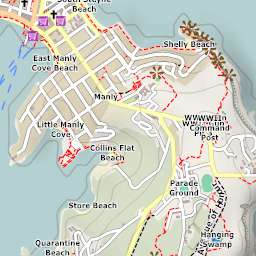 South Steyne
Beach
Shelly Beach
East Manly
Cove Beach
Manly
Little Manly
Cove
Command
Post
Collins Flat
Beach
Parade
Ground
Store Beach
Hanging
Swamp
Quarantine
Beach